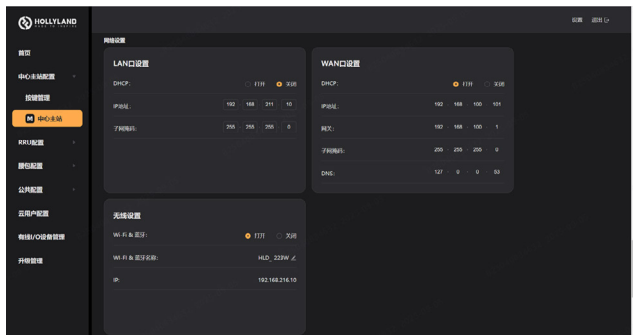 HOLLYLAND
设置 退出
首页
中心主站配置
按键管理
中心主站
RRU配置
腰包配置
公共配置
云用户配置
有线I/O设备管理
升级管理
网络设置
LAN口设置
DHCP: 打开 关闭
IP地址: 192 · 168 · 211 · 10
子网掩码: 255 · 255 · 255 · 0
WAN口设置
DHCP: 打开 关闭
IP地址: 192 · 168 · 100 · 101
网关: 192 · 168 · 100 · 1
子网掩码: 255 · 255 · 255 · 0
DNS: 127 · 0 · 0 · 53
无线设置
Wi-Fi & 蓝牙: 打开 关闭
Wi-Fi & 蓝牙名称: HLD_ 223W
IP: 192.168.216.10